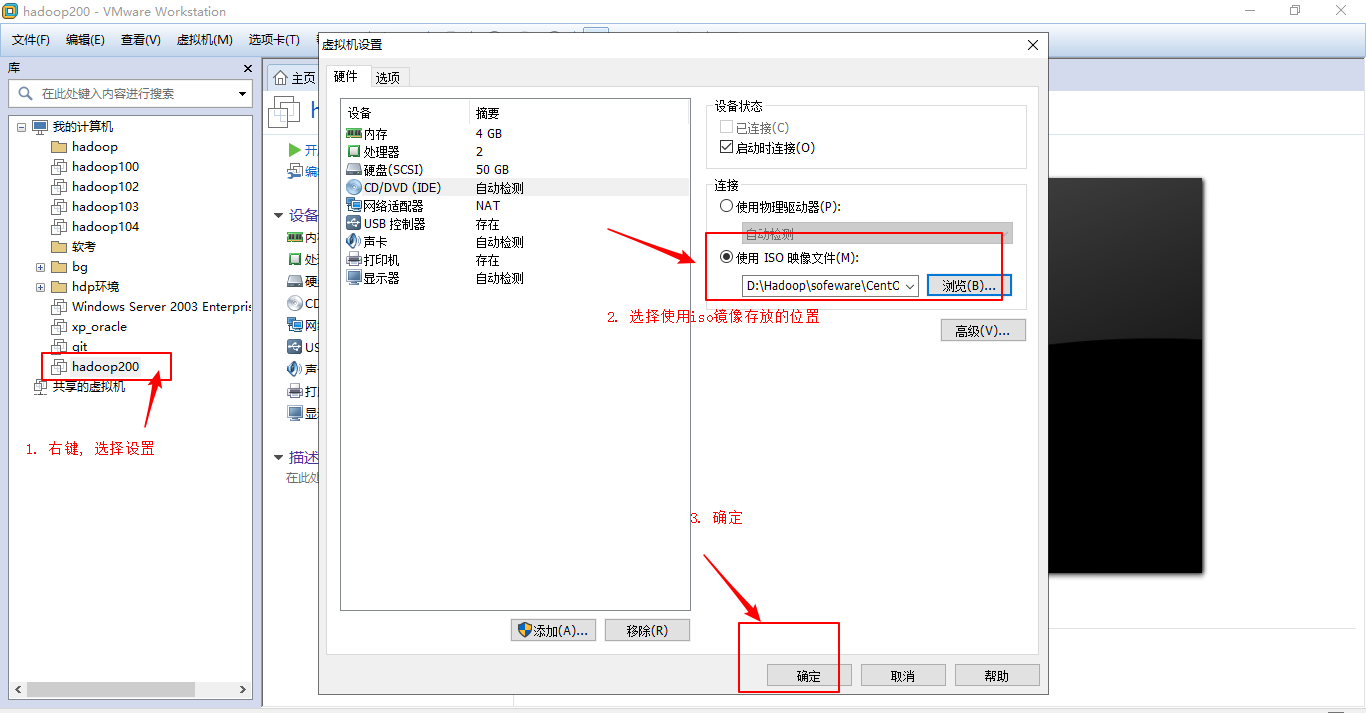 hadoop200 - VMware Workstation
文件(F) 编辑(E) 查看(V) 虚拟机(M) 选项卡(T)
库
在此处键入内容进行搜索
我的计算机
hadoop
hadoop100
hadoop102
hadoop103
hadoop104
软考
bg
hdp环境
Windows Server 2003 Enterpris
xp_oracle
git
hadoop200
共享的虚拟机
1. 右键, 选择设置
主页
h
开
编
设备
内
处
硬
CD
网
US
声
打
显
描述
在此处
虚拟机设置
硬件 选项
设备 摘要
内存 4 GB
处理器 2
硬盘(SCSI) 50 GB
CD/DVD (IDE) 自动检测
网络适配器 NAT
USB 控制器 存在
声卡 自动检测
打印机 存在
显示器 自动检测
添加(A)... 移除(R)
设备状态
已连接(C)
启动时连接(O)
连接
使用物理驱动器(P):
自动检测
使用 ISO 映像文件(M):
D:\Hadoop\sofeware\CentO 浏览(B)...
2. 选择使用iso镜像存放的位置
高级(V)...
3. 确定
确定 取消 帮助